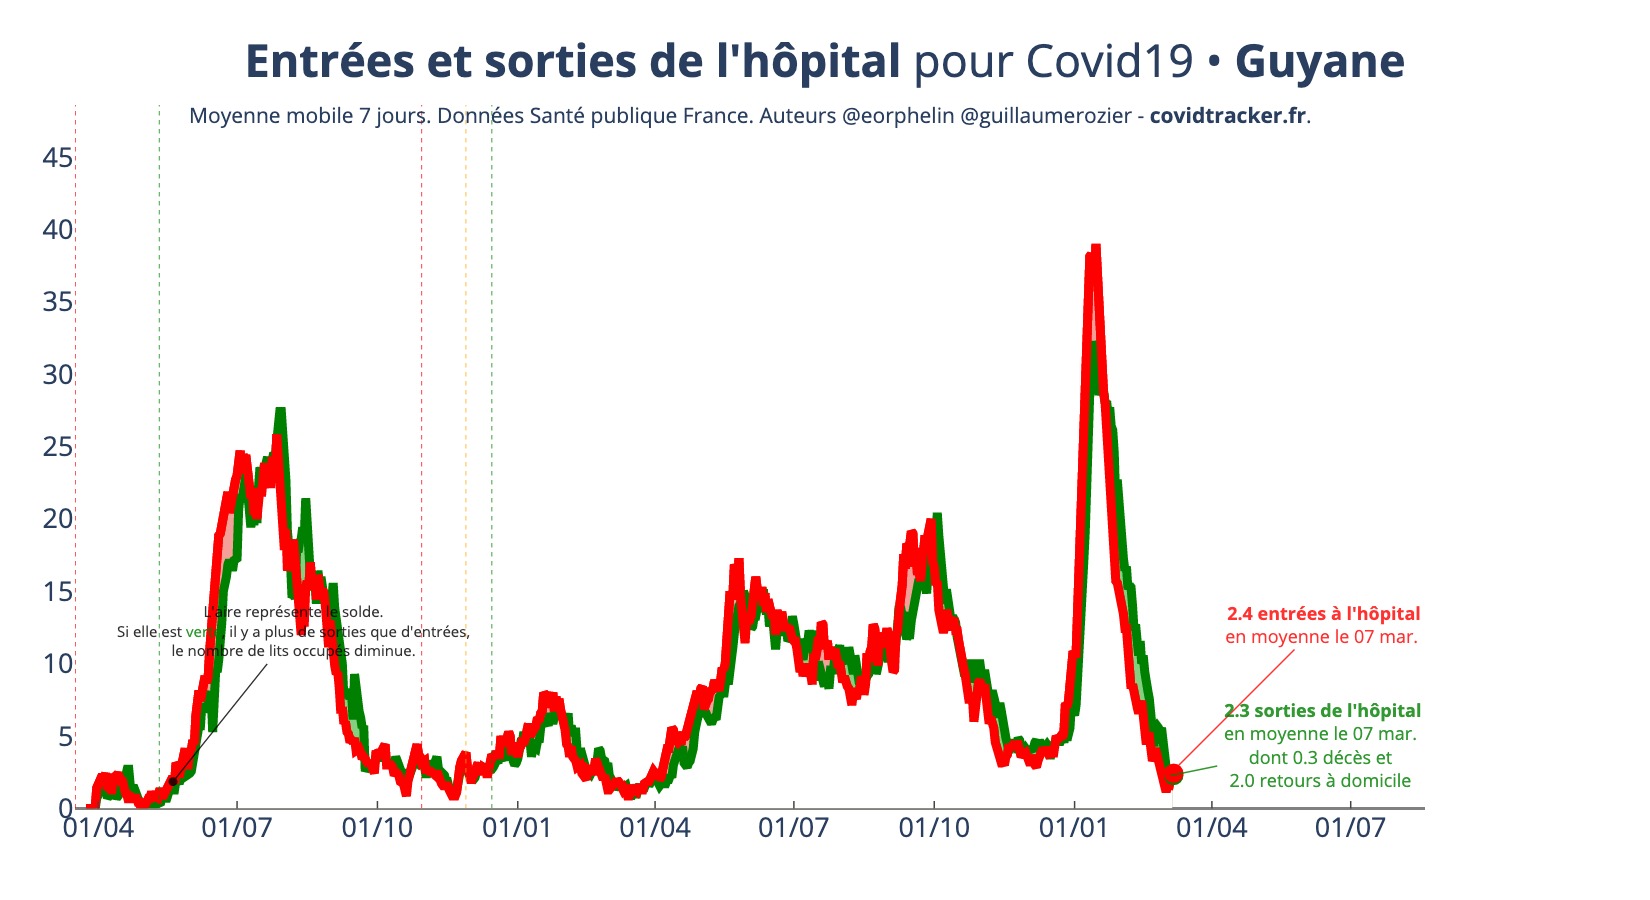 Entrées et sorties de l'hôpital pour Covid19 • Guyane
Moyenne mobile 7 jours. Données Santé publique France. Auteurs @eorphelin @guillaumerozier - covidtracker.fr.
45
40
35
30
25
20
15
10
5
0
L'aire représente le solde.
Si elle est verte, il y a plus de sorties que d'entrées,
le nombre de lits occupés diminue.
2.4 entrées à l'hôpital
en moyenne le 07 mar.
2.3 sorties de l'hôpital
en moyenne le 07 mar.
dont 0.3 décès et
2.0 retours à domicile
01/04 01/07 01/10 01/01 01/04 01/07 01/10 01/01 01/04 01/07